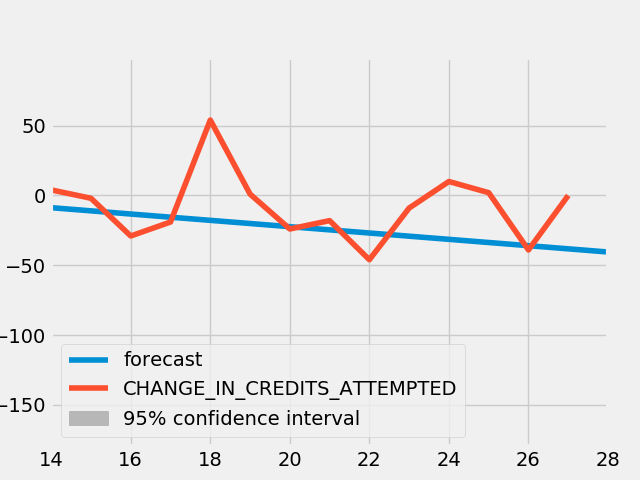 50
0
−50
−100
−150
forecast
CHANGE_IN_CREDITS_ATTEMPTED
95% confidence interval
14 16 18 20 22 24 26 28